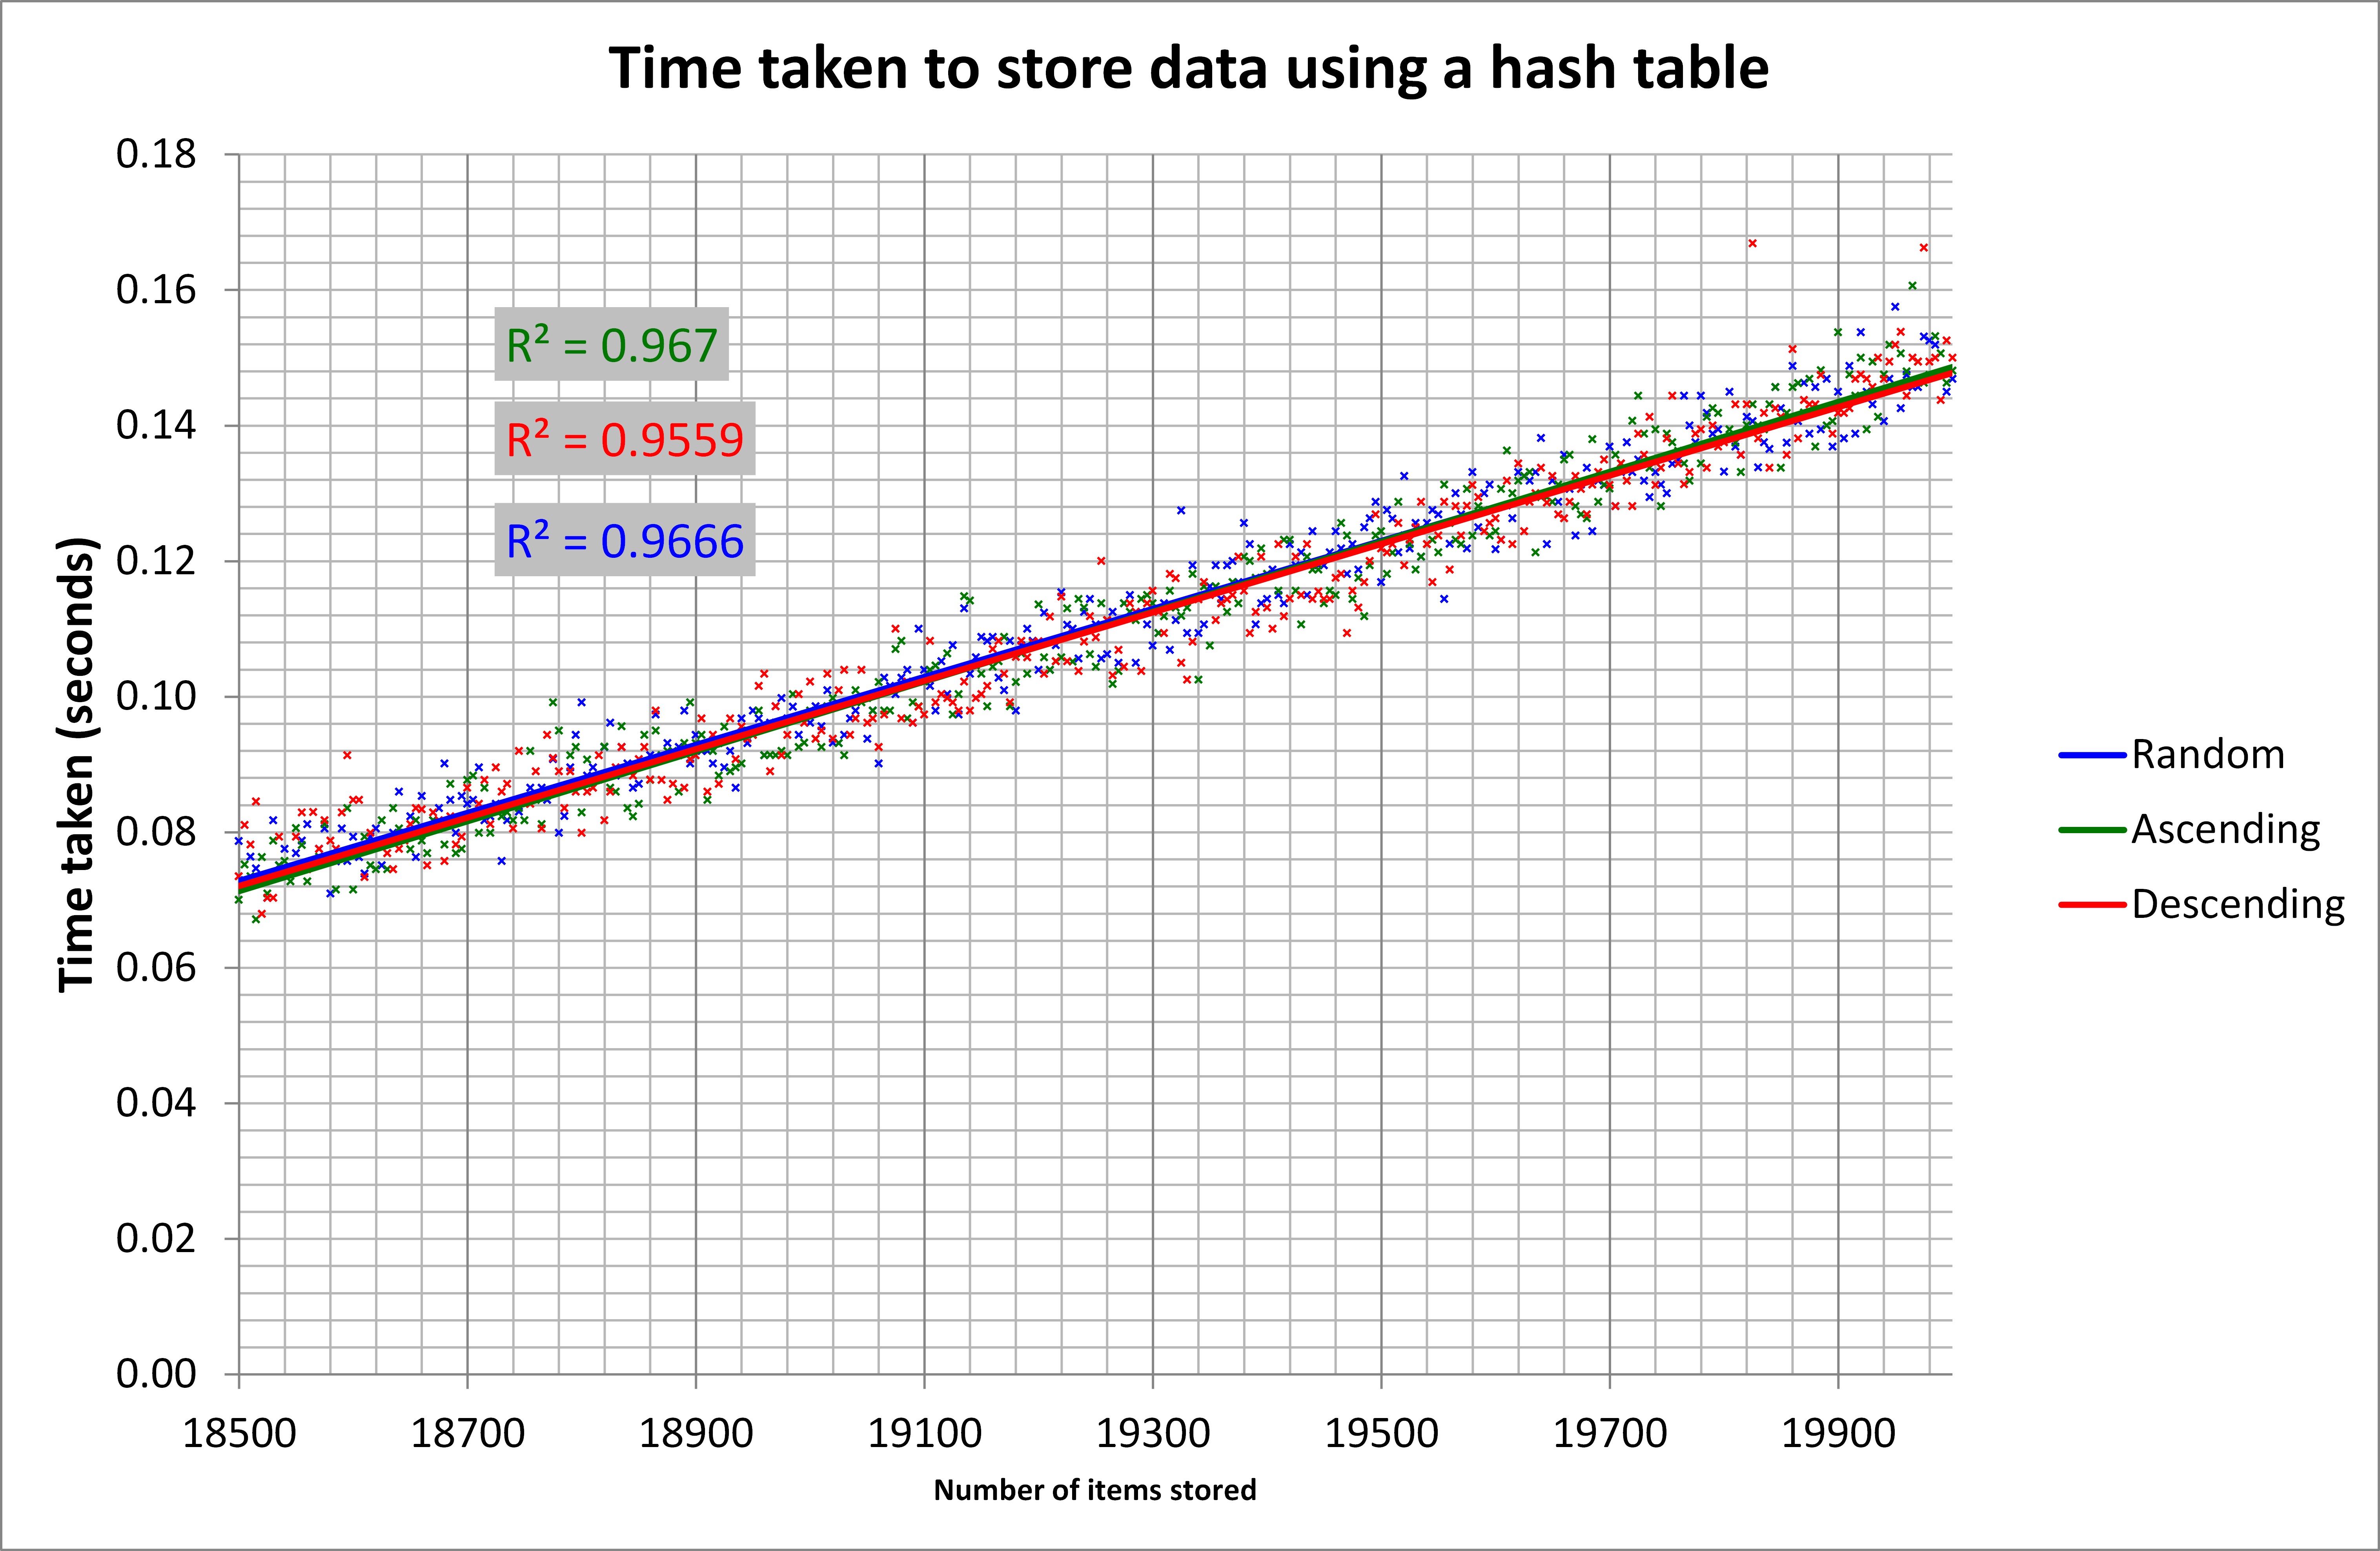 Time taken to store data using a hash table
0.18
0.16
0.14
0.12
0.10
0.08
0.06
0.04
0.02
0.00
Time taken (seconds)
R² = 0.967
R² = 0.9559
R² = 0.9666
Random
Ascending
Descending
18500 18700 18900 19100 19300 19500 19700 19900
Number of items stored